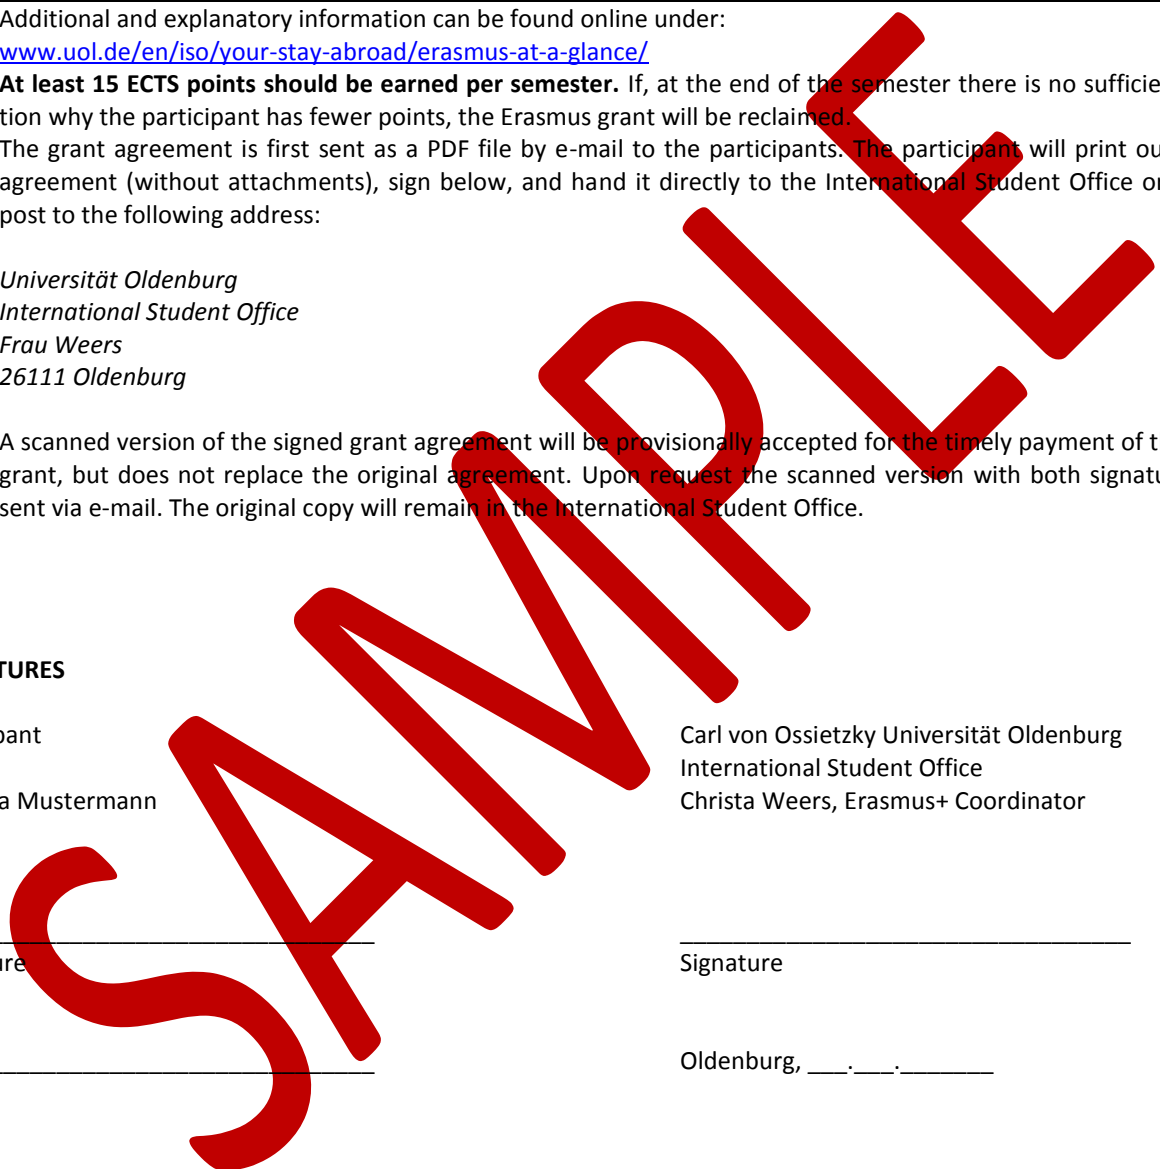 Additional and explanatory information can be found online under:
www.uol.de/en/iso/your-stay-abroad/erasmus-at-a-glance/
At least 15 ECTS points should be earned per semester. If, at the end of the semester there is no sufficie
tion why the participant has fewer points, the Erasmus grant will be reclaimed.
The grant agreement is first sent as a PDF file by e-mail to the participants. The participant will print ou
agreement (without attachments), sign below, and hand it directly to the International Student Office or
post to the following address:
Universität Oldenburg
International Student Office
Frau Weers
26111 Oldenburg
A scanned version of the signed grant agreement will be provisionally accepted for the timely payment of t
grant, but does not replace the original agreement. Upon request the scanned version with both signatu
sent via e-mail. The original copy will remain in the International Student Office.
SAMPLE
TURES
pant Carl von Ossietzky Universität Oldenburg
International Student Office
a Mustermann Christa Weers, Erasmus+ Coordinator
ure Signature
Oldenburg, ___.___._______